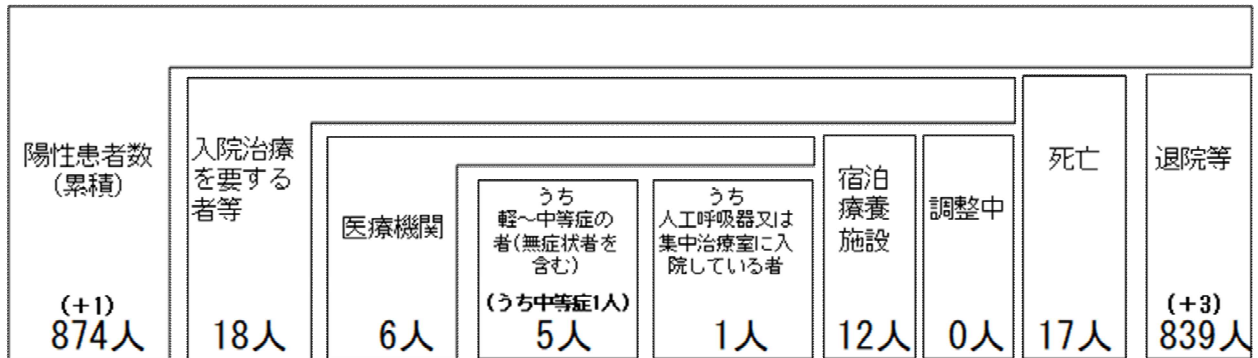 陽性患者数
(累積)
(+1)
874人
入院治療
を要する
者等
18人
医療機関
6人
うち
軽～中等症の
者(無症状者を
含む)
(うち中等症1人)
5人
うち
人工呼吸器又は
集中治療室に入
院している者
1人
宿泊
療養
施設
12人
調整中
0人
死亡
17人
退院等
(+3)
839人